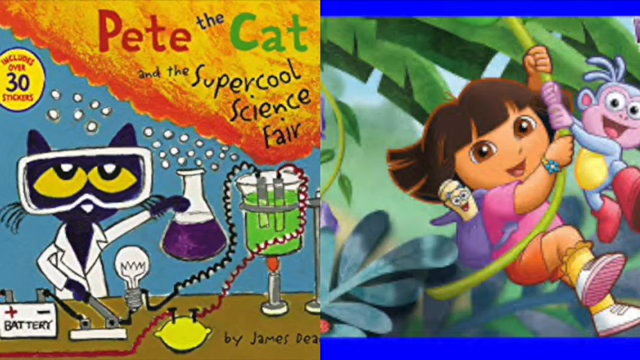 Pete the Cat
and the Supercool
Science
Fair
INCLUDES
OVER
30
STICKERS
+ -
BATTERY
by James Dea